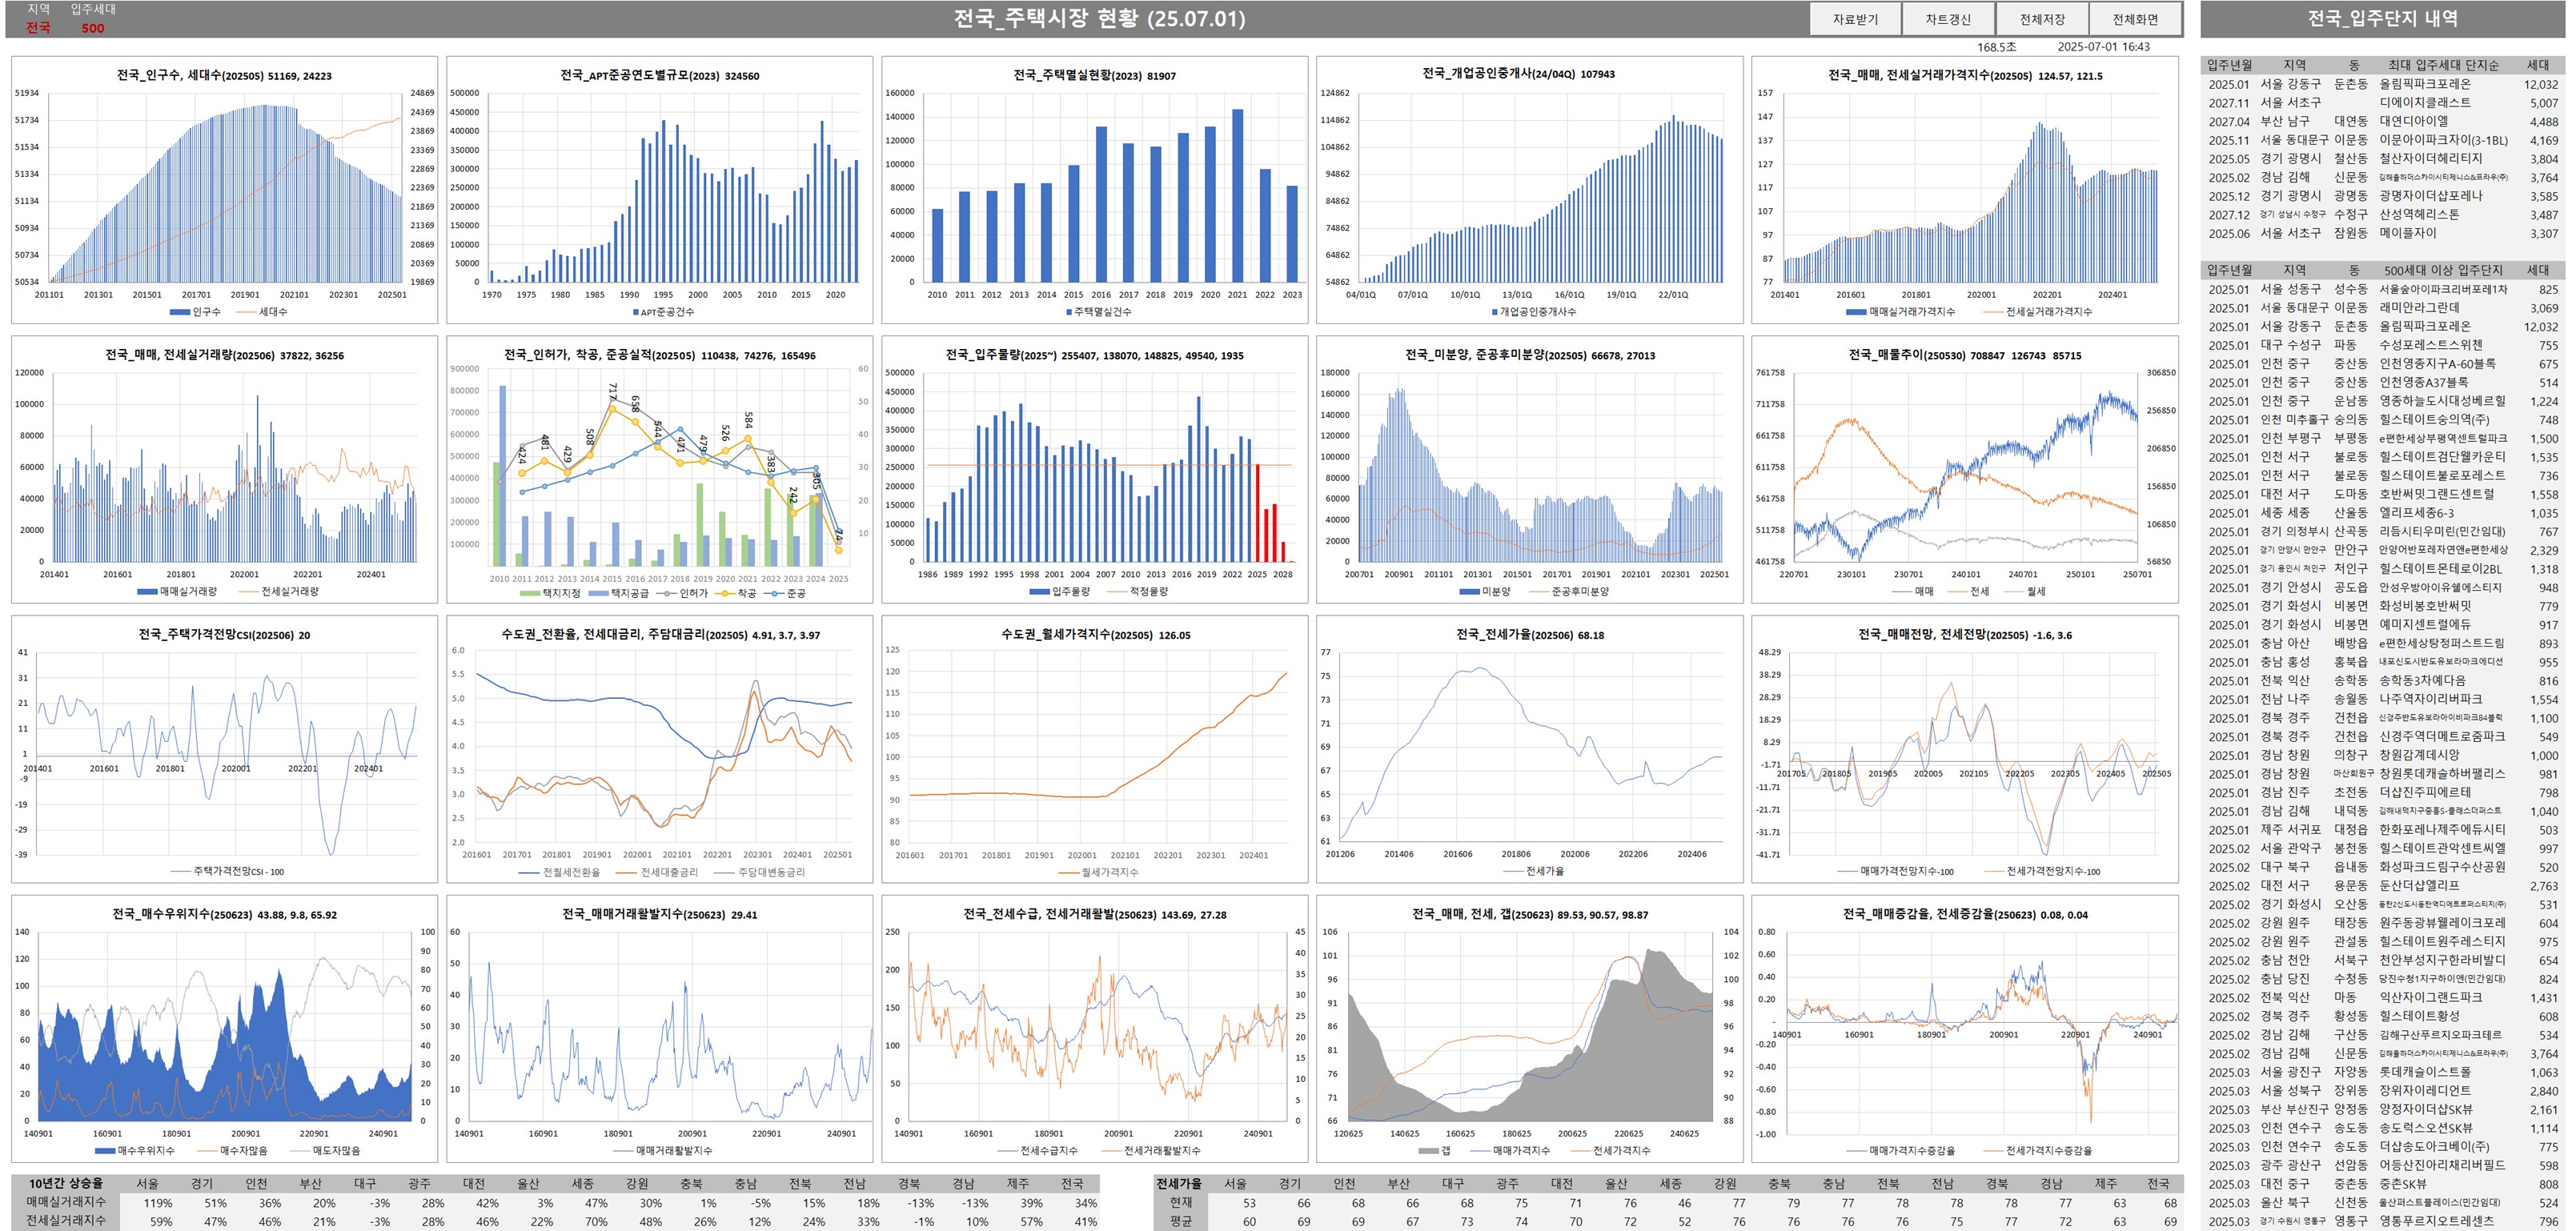 지역 입주세대
전국 500
전국_주택시장 현황 (25.07.01)
자료받기 차트갱신 전체저장 전체화면
168.5초 2025-07-01 16:43
전국_인구수, 세대수(202505) 51169, 24223
51934 51734 51534 51334 51134 50934 50734 50534
24869 24369 23869 23369 22869 22369 21869 21369 20869 20369 19869
201101 201301 201501 201701 201901 202101 202301 202501
인구수 세대수
전국_APT준공연도별규모(2023) 324560
500000 450000 400000 350000 300000 250000 200000 150000 100000 50000 0
1970 1975 1980 1985 1990 1995 2000 2005 2010 2015 2020
APT준공건수
전국_주택멸실현황(2023) 81907
160000 140000 120000 100000 80000 60000 40000 20000 0
2010 2011 2012 2013 2014 2015 2016 2017 2018 2019 2020 2021 2022 2023
주택멸실건수
전국_개업공인중개사(24/04Q) 107943
124862 114862 104862 94862 84862 74862 64862 54862
04/01Q 07/01Q 10/01Q 13/01Q 16/01Q 19/01Q 22/01Q
개업공인중개사수
전국_매매, 전세실거래가격지수(202505) 124.57, 121.5
157 147 137 127 117 107 97 87 77
201401 201601 201801 202001 202201 202401
매매실거래가격지수 전세실거래가격지수
전국_매매, 전세실거래량(202506) 37822, 36256
120000 100000 80000 60000 40000 20000 0
201401 201601 201801 202001 202201 202401
매매실거래량 전세실거래량
전국_인허가, 착공, 준공실적(202505) 110438, 74276, 165496
900000 800000 700000 600000 500000 400000 300000 200000 100000
60 50 40 30 20 10
424 481 429 508 717 658 544 471 479 526 584 383 242 305 74
2010 2011 2012 2013 2014 2015 2016 2017 2018 2019 2020 2021 2022 2023 2024 2025
택지지정 택지공급 인허가 착공 준공
전국_입주물량(2025~) 255407, 138070, 148825, 49540, 1935
500000 450000 400000 350000 300000 250000 200000 150000 100000 50000 0
1986 1989 1992 1995 1998 2001 2004 2007 2010 2013 2016 2019 2022 2025 2028
입주물량 적정물량
전국_미분양, 준공후미분양(202505) 66678, 27013
180000 160000 140000 120000 100000 80000 60000 40000 20000 0
200701 200901 201101 201301 201501 201701 201901 202101 202301 202501
미분양 준공후미분양
전국_매물추이(250530) 708847 126743 85715
761758 711758 661758 611758 561758 511758 461758
306850 256850 206850 156850 106850 56850
220701 230101 230701 240101 240701 250101 250701
매매 전세 월세
전국_주택가격전망CSI(202506) 20
41 31 21 11 1 -9 -19 -29 -39
201401 201601 201801 202001 202201 202401
주택가격전망CSI - 100
수도권_전환율, 전세대금리, 주담대금리(202505) 4.91, 3.7, 3.97
6.0 5.5 5.0 4.5 4.0 3.5 3.0 2.5 2.0
201601 201701 201801 201901 202001 202101 202201 202301 202401 202501
전월세전환율 전세대출금리 주담대변동금리
수도권_월세가격지수(202505) 126.05
125 120 115 110 105 100 95 90 85 80
201601 201701 201801 201901 202001 202101 202201 202301 202401
월세가격지수
전국_전세가율(202506) 68.18
77 75 73 71 69 67 65 63 61
201206 201406 201606 201806 202006 202206 202406
전세가율
전국_매매전망, 전세전망(202505) -1.6, 3.6
48.29 38.29 28.29 18.29 8.29 -1.71 -11.71 -21.71 -31.71 -41.71
201705 201805 201905 202005 202105 202205 202305 202405 202505
매매가격전망지수-100 전세가격전망지수-100
전국_매수우위지수(250623) 43.88, 9.8, 65.92
140 120 100 80 60 40 20 0
100 90 80 70 60 50 40 30 20 10 0
140901 160901 180901 200901 220901 240901
매수우위지수 매수자많음 매도자많음
전국_매매거래활발지수(250623) 29.41
60 50 40 30 20 10 0
140901 160901 180901 200901 220901 240901
매매거래활발지수
전국_전세수급, 전세거래활발(250623) 143.69, 27.28
250 200 150 100 50 0
45 40 35 30 25 20 15 10 5 0
140901 160901 180901 200901 220901 240901
전세수급지수 전세거래활발지수
전국_매매, 전세, 갭(250623) 89.53, 90.57, 98.87
106 101 96 91 86 81 76 71 66
104 102 100 98 96 94 92 90 88
120625 140625 160625 180625 200625 220625 240625
갭 매매가격지수 전세가격지수
전국_매매증감율, 전세증감율(250623) 0.08, 0.04
0.80 0.60 0.40 0.20 - -0.20 -0.40 -0.60 -0.80 -1.00
140901 160901 180901 200901 220901 240901
매매가격지수증감율 전세가격지수증감율
10년간 상승율 서울 경기 인천 부산 대구 광주 대전 울산 세종 강원 충북 충남 전북 전남 경북 경남 제주 전국
매매실거래지수 119% 51% 36% 20% -3% 28% 42% 3% 47% 30% 1% -5% 15% 18% -13% -13% 39% 34%
전세실거래지수 59% 47% 46% 21% -3% 28% 46% 22% 70% 48% 26% 12% 24% 33% -1% 10% 57% 41%
전세가율 서울 경기 인천 부산 대구 광주 대전 울산 세종 강원 충북 충남 전북 전남 경북 경남 제주 전국
현재 53 66 68 66 68 75 71 76 46 77 79 77 78 78 78 77 63 68
평균 60 69 69 67 73 74 70 72 52 76 76 76 76 75 77 72 63 69
전국_입주단지 내역
입주년월 지역 동 최대 입주세대 단지순 세대
2025.01 서울 강동구 둔촌동 올림픽파크포레온 12,032
2027.11 서울 서초구 디에이치클래스트 5,007
2027.04 부산 남구 대연동 대연디아이엘 4,488
2025.11 서울 동대문구 이문동 이문아이파크자이(3-1BL) 4,169
2025.05 경기 광명시 철산동 철산자이더헤리티지 3,804
2025.02 경남 김해 신문동 김해율하더스카이시티제니스&프라우(주) 3,764
2025.12 경기 광명시 광명동 광명자이더샵포레나 3,585
2027.12 경기 성남시 수정구 수정구 산성역헤리스톤 3,487
2025.06 서울 서초구 잠원동 메이플자이 3,307
입주년월 지역 동 500세대 이상 입주단지 세대
2025.01 서울 성동구 성수동 서울숲아이파크리버포레1차 825
2025.01 서울 동대문구 이문동 래미안라그란데 3,069
2025.01 서울 강동구 둔촌동 올림픽파크포레온 12,032
2025.01 대구 수성구 파동 수성포레스트스위첸 755
2025.01 인천 중구 중산동 인천영종지구A-60블록 675
2025.01 인천 중구 중산동 인천영종A37블록 514
2025.01 인천 중구 운남동 영종하늘도시대성베르힐 1,224
2025.01 인천 미추홀구 숭의동 힐스테이트숭의역(주) 748
2025.01 인천 부평구 부평동 e편한세상부평역센트럴파크 1,500
2025.01 인천 서구 불로동 힐스테이트검단웰카운티 1,535
2025.01 인천 서구 불로동 힐스테이트불로포레스트 736
2025.01 대전 서구 도마동 호반써밋그랜드센트럴 1,558
2025.01 세종 세종 산울동 엘리프세종6-3 1,035
2025.01 경기 의정부시 산곡동 리듬시티우미린(민간임대) 767
2025.01 경기 안양시 만안구 만안구 안양어반포레자연앤e편한세상 2,329
2025.01 경기 용인시 처인구 처인구 힐스테이트몬테로이2BL 1,318
2025.01 경기 안성시 공도읍 안성우방아이유쉘에스티지 948
2025.01 경기 화성시 비봉면 화성비봉호반써밋 779
2025.01 경기 화성시 비봉면 예미지센트럴에듀 917
2025.01 충남 아산 배방읍 e편한세상탕정퍼스트드림 893
2025.01 충남 홍성 홍북읍 내포신도시반도유보라마크에디션 955
2025.01 전북 익산 송학동 송학동3차예다음 816
2025.01 전남 나주 송월동 나주역자이리버파크 1,554
2025.01 경북 경주 건천읍 신경주반도유보라아이비파크B4블럭 1,100
2025.01 경북 경주 건천읍 신경주역더메트로줌파크 549
2025.01 경남 창원 의창구 창원감계데시앙 1,000
2025.01 경남 창원 마산회원구 창원롯데캐슬하버팰리스 981
2025.01 경남 진주 초전동 더샵진주피에르테 798
2025.01 경남 김해 내덕동 김해내덕지구중흥S-클래스더퍼스트 1,040
2025.01 제주 서귀포 대정읍 한화포레나제주에듀시티 503
2025.02 서울 관악구 봉천동 힐스테이트관악센트씨엘 997
2025.02 대구 북구 읍내동 화성파크드림구수산공원 520
2025.02 대전 서구 용문동 둔산더샵엘리프 2,763
2025.02 경기 화성시 오산동 동탄2신도시동탄역디에트르퍼스티지(주) 531
2025.02 강원 원주 태장동 원주동광뷰웰레이크포레 604
2025.02 강원 원주 관설동 힐스테이트원주레스티지 975
2025.02 충남 천안 서북구 천안부성지구한라비발디 654
2025.02 충남 당진 수청동 당진수청1지구하이앤(민간임대) 824
2025.02 전북 익산 마동 익산자이그랜드파크 1,431
2025.02 경북 경주 황성동 힐스테이트황성 608
2025.02 경남 김해 구산동 김해구산푸르지오파크테르 534
2025.02 경남 김해 신문동 김해율하더스카이시티제니스&프라우(주) 3,764
2025.03 서울 광진구 자양동 롯데캐슬이스트폴 1,063
2025.03 서울 성북구 장위동 장위자이레디언트 2,840
2025.03 부산 부산진구 양정동 양정자이더샵SK뷰 2,161
2025.03 인천 연수구 송도동 송도럭스오션SK뷰 1,114
2025.03 인천 연수구 송도동 더샵송도아크베이(주) 775
2025.03 광주 광산구 선암동 어등산진아리채리버필드 598
2025.03 대전 중구 중촌동 중촌SK뷰 808
2025.03 울산 북구 신천동 울산퍼스트플레이스(민간임대) 524
2025.03 경기 수원시 영통구 영통구 영통푸르지오트레센츠 796